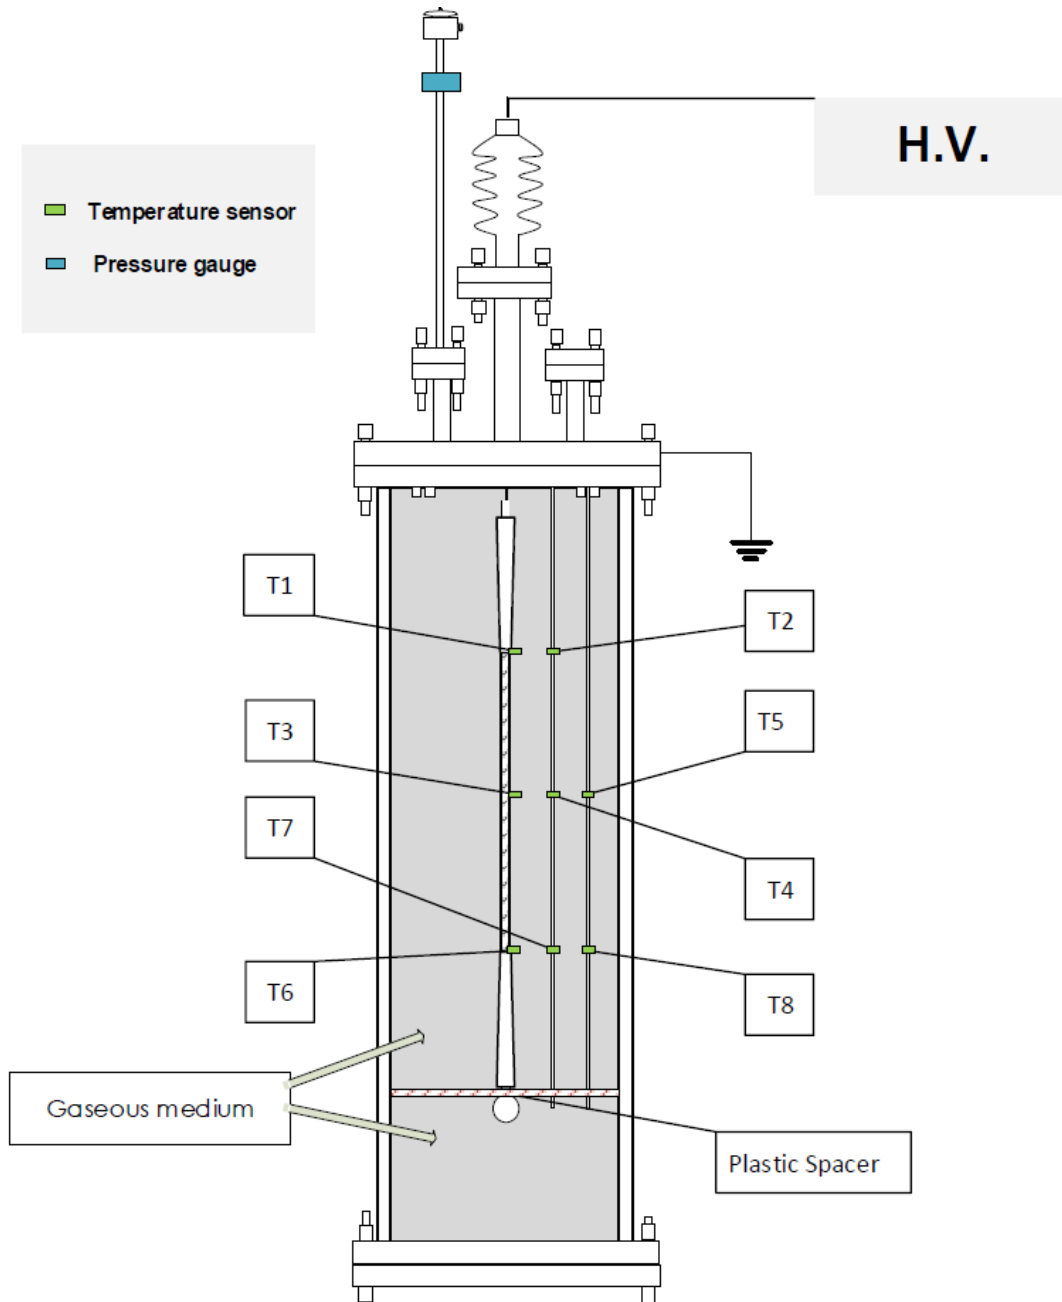 H.V.
Temperature sensor
Pressure gauge
T1
T2
T3
T5
T7
T4
T6
T8
Gaseous medium
Plastic Spacer